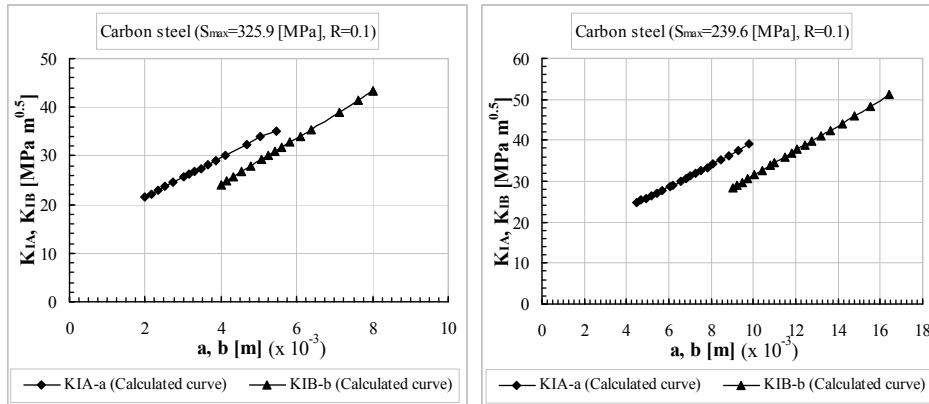 Carbon steel (Smax=325.9 [MPa], R=0.1)
50
40
30
20
10
0
KIA, KIB [MPa m^0.5]
0 2 4 6 8 10
a, b [m] (x 10^-3)
KIA-a (Calculated curve) KIB-b (Calculated curve)
Carbon steel (Smax=239.6 [MPa], R=0.1)
60
50
40
30
20
10
0
KIA, KIB [MPa m^0.5]
0 2 4 6 8 10 12 14 16 18
a, b [m] (x 10^-3)
KIA-a (Calculated curve) KIB-b (Calculated curve)